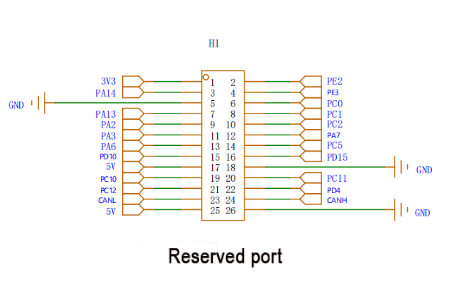 H1
3V3 1 2 PE2
PA14 3 4 PE3
GND 5 6 PC0
PA13 7 8 PC1
PA2 9 10 PC2
PA3 11 12 PA7
PA6 13 14 PC5
PD10 15 16 PD15
5V 17 18 GND
PC10 19 20 PC11
PC12 21 22 PD4
CANL 23 24 CANH
5V 25 26 GND
Reserved port